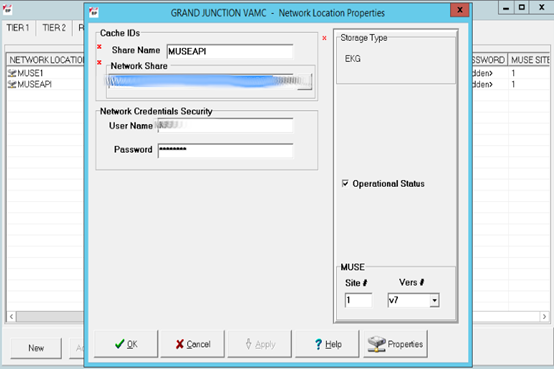 GRAND JUNCTION VAMC - Network Location Properties
TIER 1 TIER 2
NETWORK LOCATION
MUSE1
MUSEAPI
Cache IDs
Share Name MUSEAPI
Network Share
Network Credentials Security
User Name
Password ********
Storage Type
EKG
Operational Status
MUSE
Site # Vers #
1 v7
SSWORD MUSE SITE
dden> 1
dden> 1
New
OK Cancel Apply Help Properties